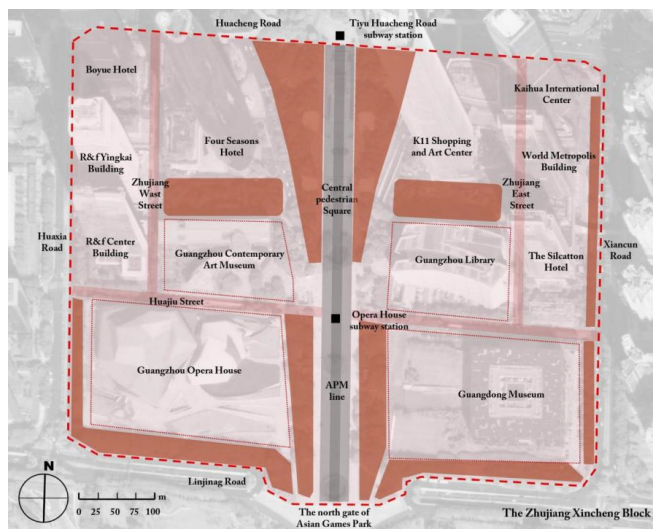 Huacheng Road
Tiyu Huacheng Road
subway station
Boyue Hotel
Kaihua International
Center
Four Seasons
Hotel
K11 Shopping
and Art Center
R&f Yingkai
Building
World Metropolis
Building
Zhujiang
Wast
Street
Central
pedestrian
Square
Zhujiang
East
Street
Huaxia
Road
R&f Center
Building
Guangzhou Contemporary
Art Museum
Guangzhou Library
The Silcatton
Hotel
Xiancun
Road
Huajiu Street
Opera House
subway station
Guangzhou Opera House
APM
line
Guangdong Museum
N
0 25 50 75 100
m
Linjinag Road
The north gate of
Asian Games Park
The Zhujiang Xincheng Block